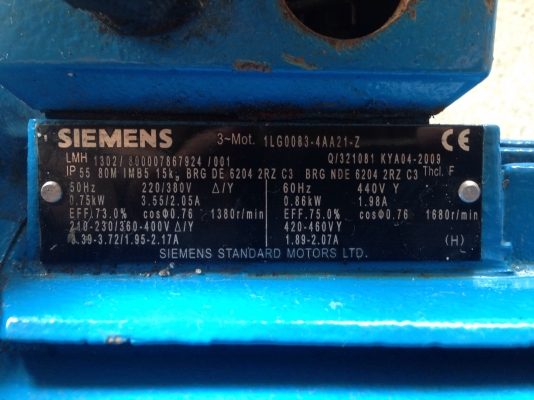 SIEMENS 3~Mot. 1LG0083-4AA21-Z CE
LMH 1302/ 800007867924 /001 Q/321081 KYA04-2009
IP 55 80M IMB5 15kg BRG DE 6204 2RZ C3 BRG NDE 6204 2RZ C3 Thcl. F
50Hz 220/380V Δ/Y 60Hz 440V Y
0.75kW 3.55/2.05A 0.86kW 1.98A
EFF.73.0% cosΦ0.76 1380r/min EFF.75.0% cosΦ0.76 1680r/min
210-230/360-400V Δ/Y 420-460V Y
3.39-3.72/1.95-2.17A 1.89-2.07A (H)
SIEMENS STANDARD MOTORS LTD.